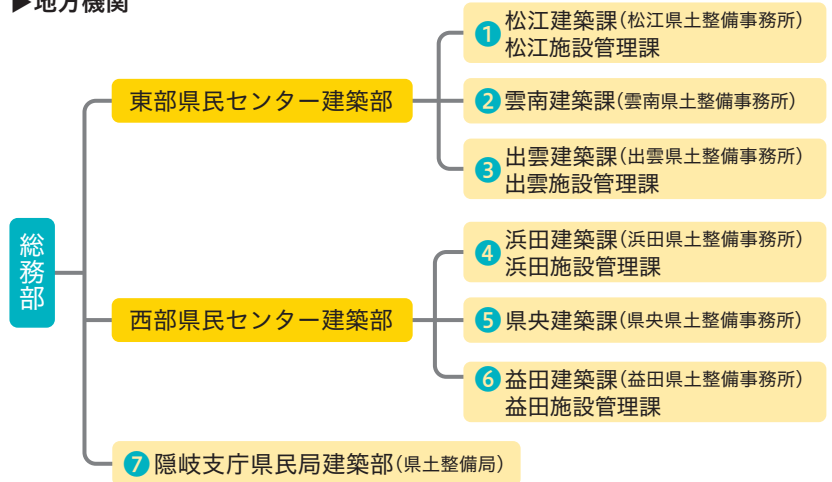 ▶地方機関
総務部
東部県民センター建築部
❶松江建築課(松江県土整備事務所)
松江施設管理課
❷雲南建築課(雲南県土整備事務所)
❸出雲建築課(出雲県土整備事務所)
出雲施設管理課
西部県民センター建築部
❹浜田建築課(浜田県土整備事務所)
浜田施設管理課
❺県央建築課(県央県土整備事務所)
❻益田建築課(益田県土整備事務所)
益田施設管理課
❼隠岐支庁県民局建築部(県土整備局)